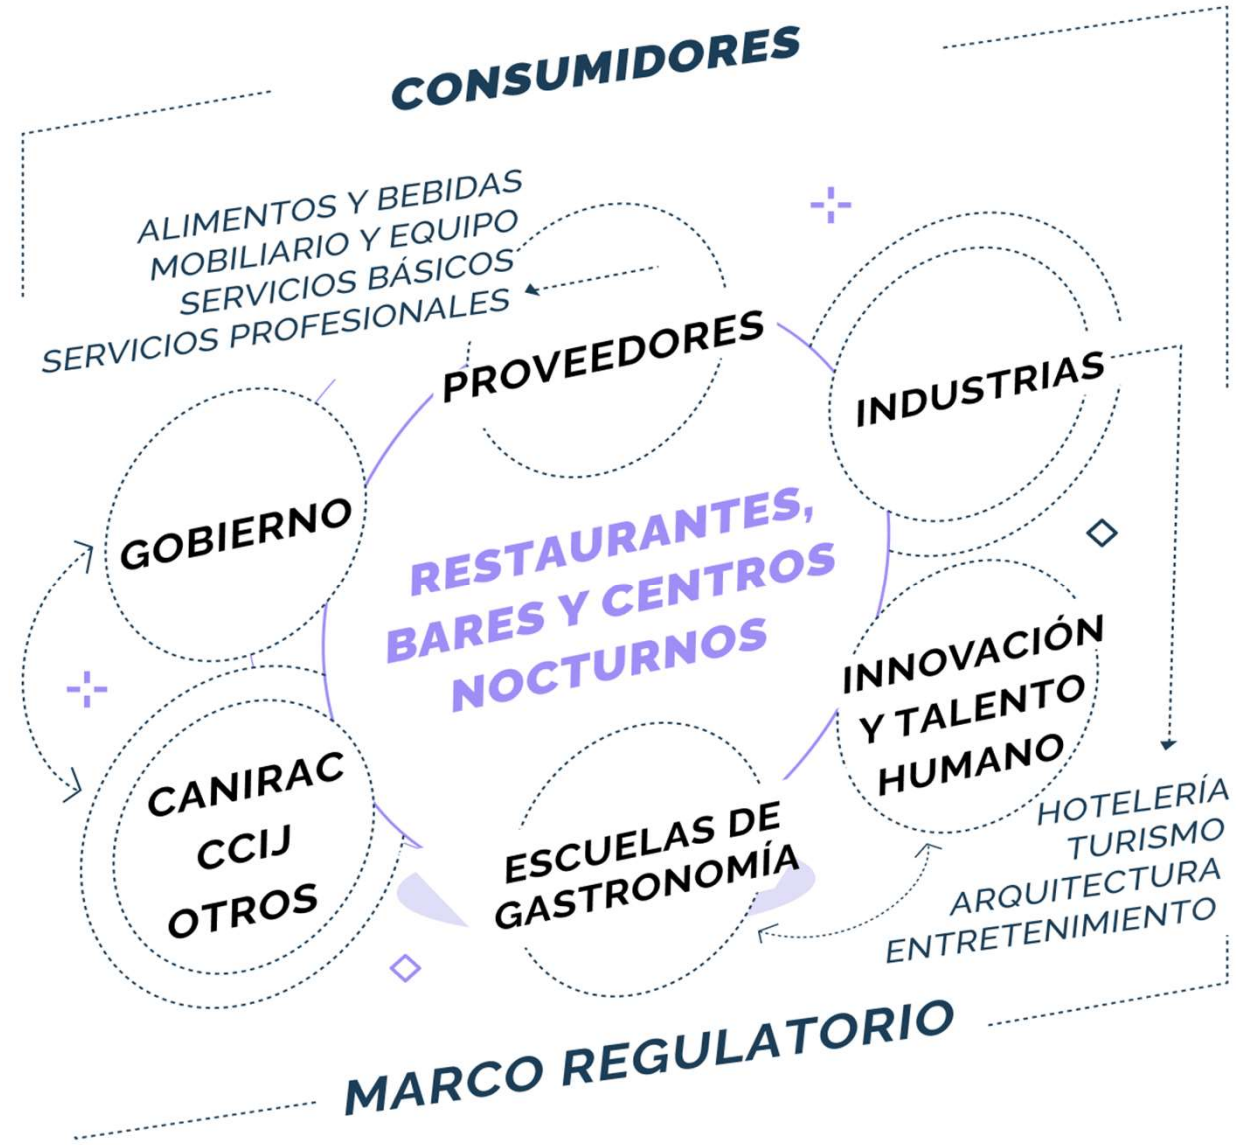 CONSUMIDORES
ALIMENTOS Y BEBIDAS
MOBILIARIO Y EQUIPO
SERVICIOS BÁSICOS
SERVICIOS PROFESIONALES
PROVEEDORES
INDUSTRIAS
GOBIERNO
RESTAURANTES,
BARES Y CENTROS
NOCTURNOS
INNOVACIÓN
Y TALENTO
HUMANO
CANIRAC
CCIJ
OTROS
ESCUELAS DE
GASTRONOMÍA
HOTELERÍA
TURISMO
ARQUITECTURA
ENTRETENIMIENTO
MARCO REGULATORIO